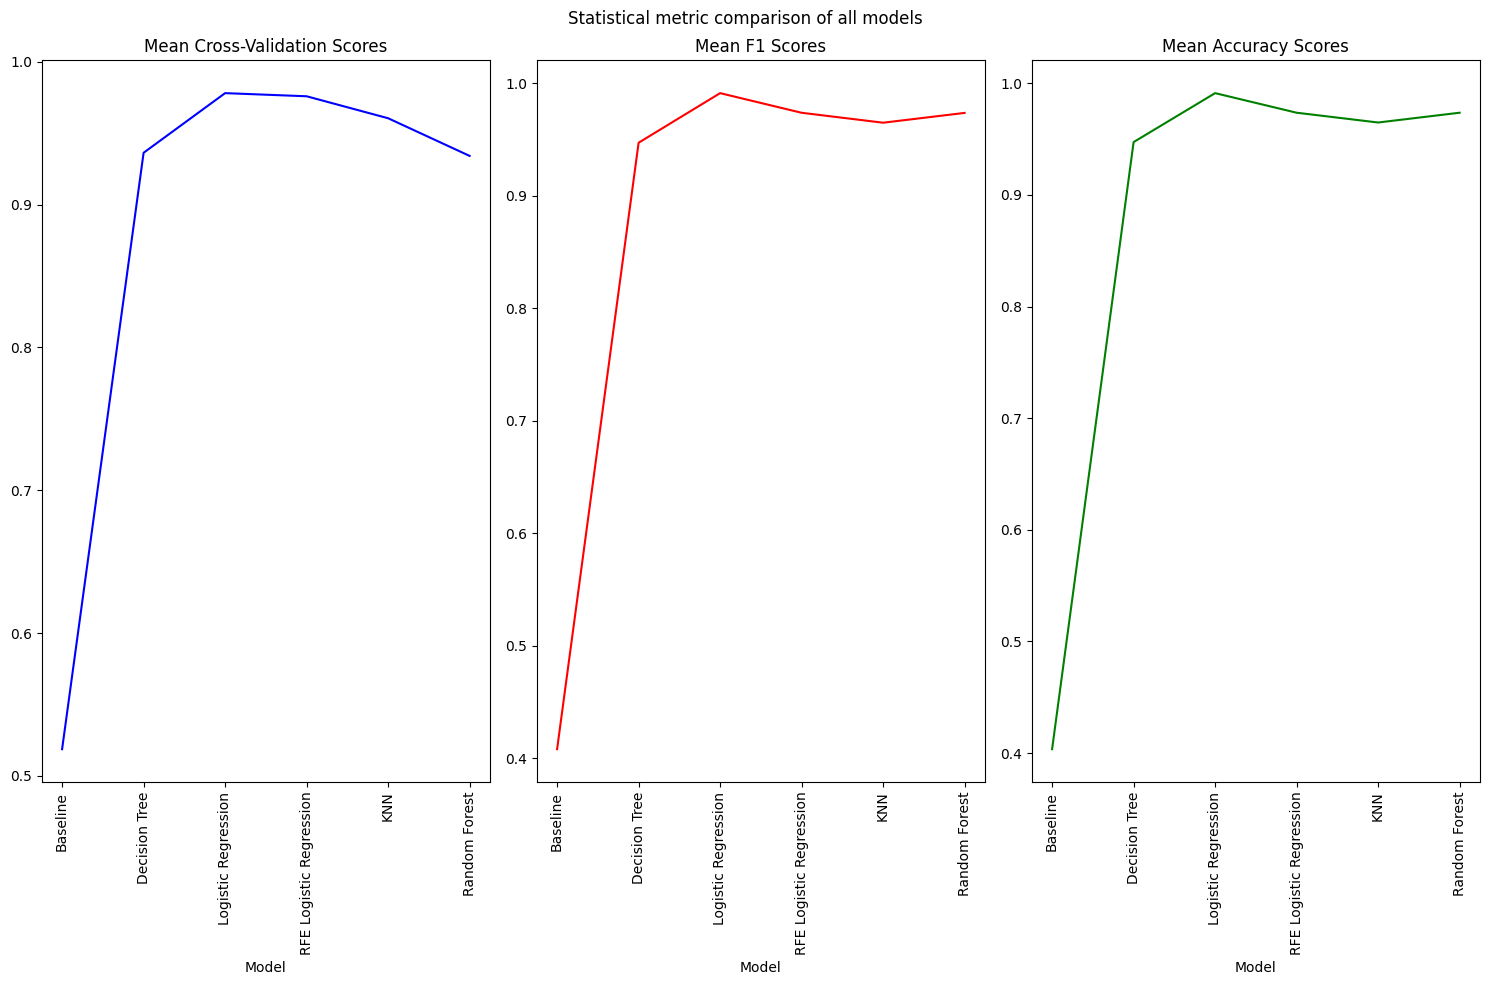 Statistical metric comparison of all models
Mean Cross-Validation Scores
1.0
0.9
0.8
0.7
0.6
0.5
Baseline
Decision Tree
Logistic Regression
RFE Logistic Regression
KNN
Random Forest
Model
Mean F1 Scores
1.0
0.9
0.8
0.7
0.6
0.5
0.4
Baseline
Decision Tree
Logistic Regression
RFE Logistic Regression
KNN
Random Forest
Model
Mean Accuracy Scores
1.0
0.9
0.8
0.7
0.6
0.5
0.4
Baseline
Decision Tree
Logistic Regression
RFE Logistic Regression
KNN
Random Forest
Model